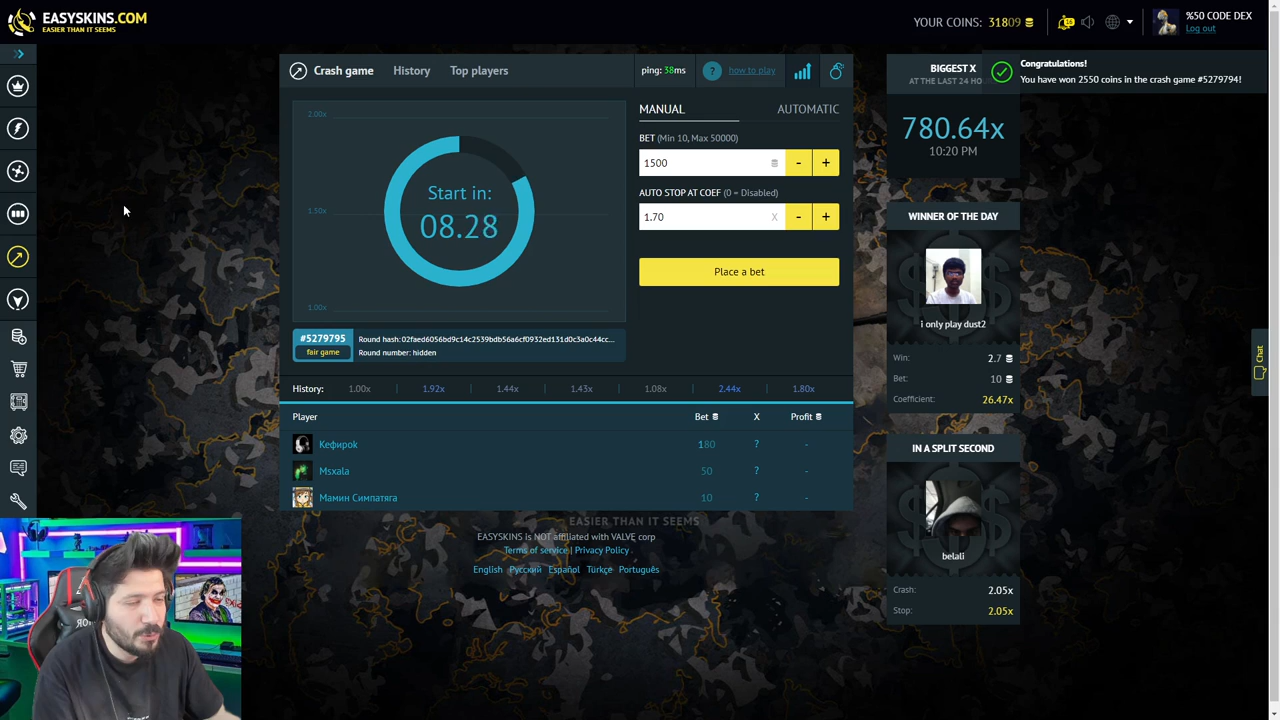 EASYSKINS.COM
EASIER THAN IT SEEMS
YOUR COINS: 31809
%50 CODE DEX
Log out
Crash game
History
Top players
ping: 38ms
?
how to play
BIGGEST X
AT THE LAST 24 HO
Congratulations!
You have won 2550 coins in the crash game #5279794!
780.64x
10:20 PM
2.00x
1.50x
1.00x
Start in:
08.28
MANUAL
AUTOMATIC
BET (Min 10, Max 50000)
1500
-
+
AUTO STOP AT COEF (0 = Disabled)
1.70
X
-
+
Place a bet
#5279795
fair game
Round hash:02faed6056bd9c14c2539bdb56a6cf0932ed131d0c3a0c44cc...
Round number: hidden
History:
1.00x
1.92x
1.44x
1.43x
1.08x
2.44x
1.80x
Player
Bet
X
Profit
Кефирok
180
?
-
Msxala
50
?
-
Мамин Симпатяга
10
?
-
WINNER OF THE DAY
i only play dust2
Win:
2.7
Bet:
10
Coefficient:
26.47x
IN A SPLIT SECOND
belali
Crash:
2.05x
Stop:
2.05x
Chat
EASIER THAN IT SEEMS
EASYSKINS is NOT affiliated with VALVE corp
Terms of service | Privacy Policy
English Русский Español Türkçe Português